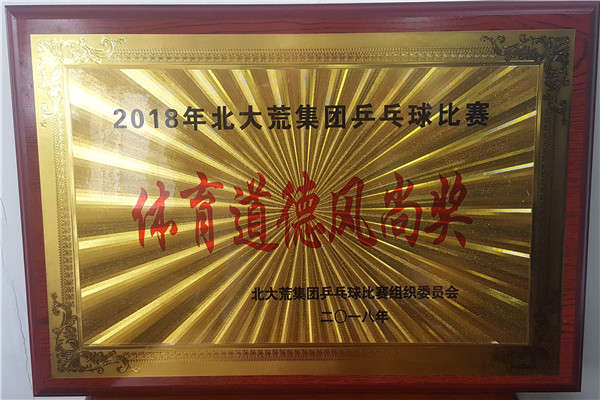 2018年北大荒集团乒乓球比赛
体育道德风尚奖
北大荒集团乒乓球比赛组织委员会
二〇一八年